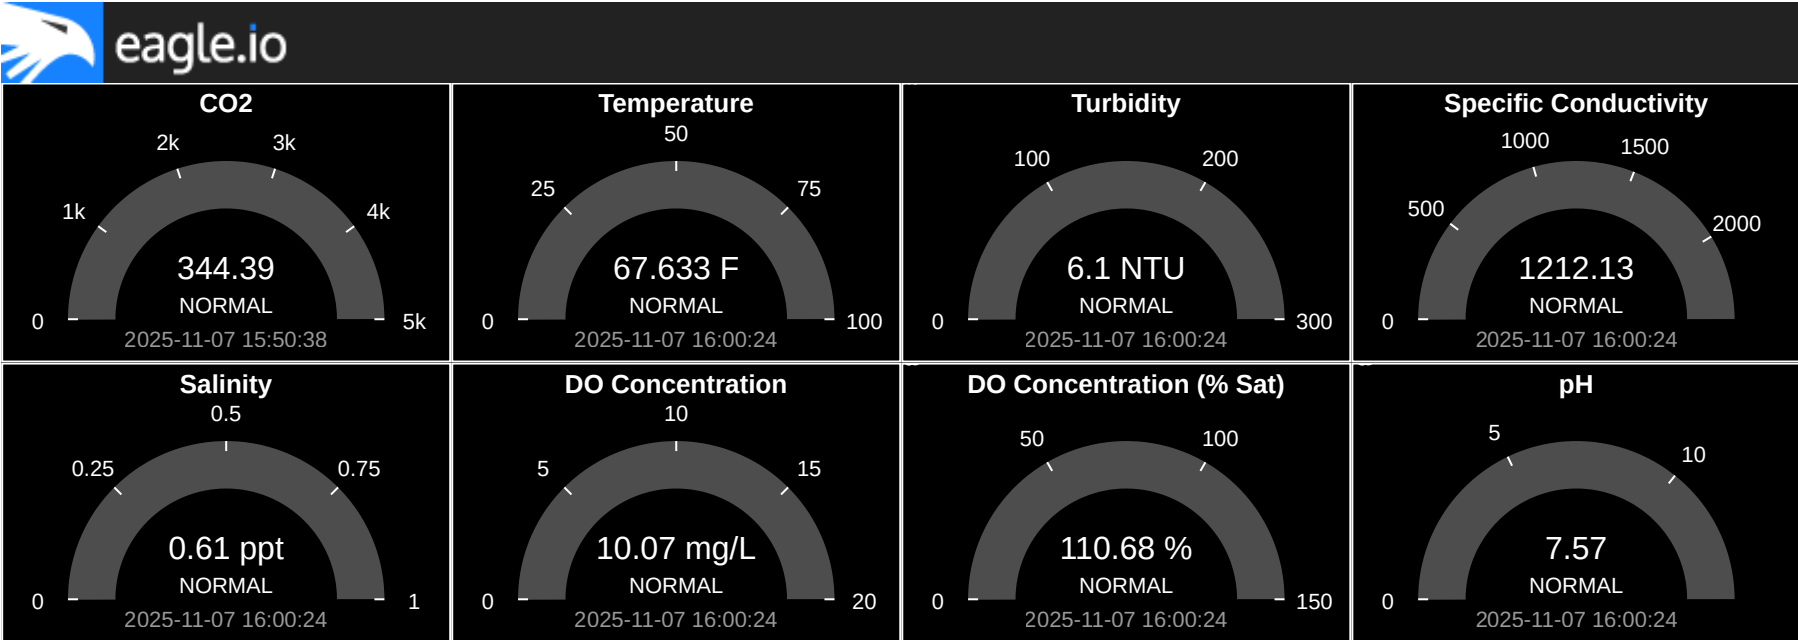 eagle.io
CO2
2k
3k
1k
4k
344.39
NORMAL
0
5k
2025-11-07 15:50:38
Temperature
50
25
75
67.633 F
NORMAL
0
100
2025-11-07 16:00:24
Turbidity
100
200
6.1 NTU
NORMAL
0
300
2025-11-07 16:00:24
Specific Conductivity
1000
1500
500
2000
1212.13
NORMAL
0
2025-11-07 16:00:24
Salinity
0.5
0.25
0.75
0.61 ppt
NORMAL
0
1
2025-11-07 16:00:24
DO Concentration
10
5
15
10.07 mg/L
NORMAL
0
20
2025-11-07 16:00:24
DO Concentration (% Sat)
50
100
110.68 %
NORMAL
0
150
2025-11-07 16:00:24
pH
5
10
7.57
NORMAL
0
2025-11-07 16:00:24